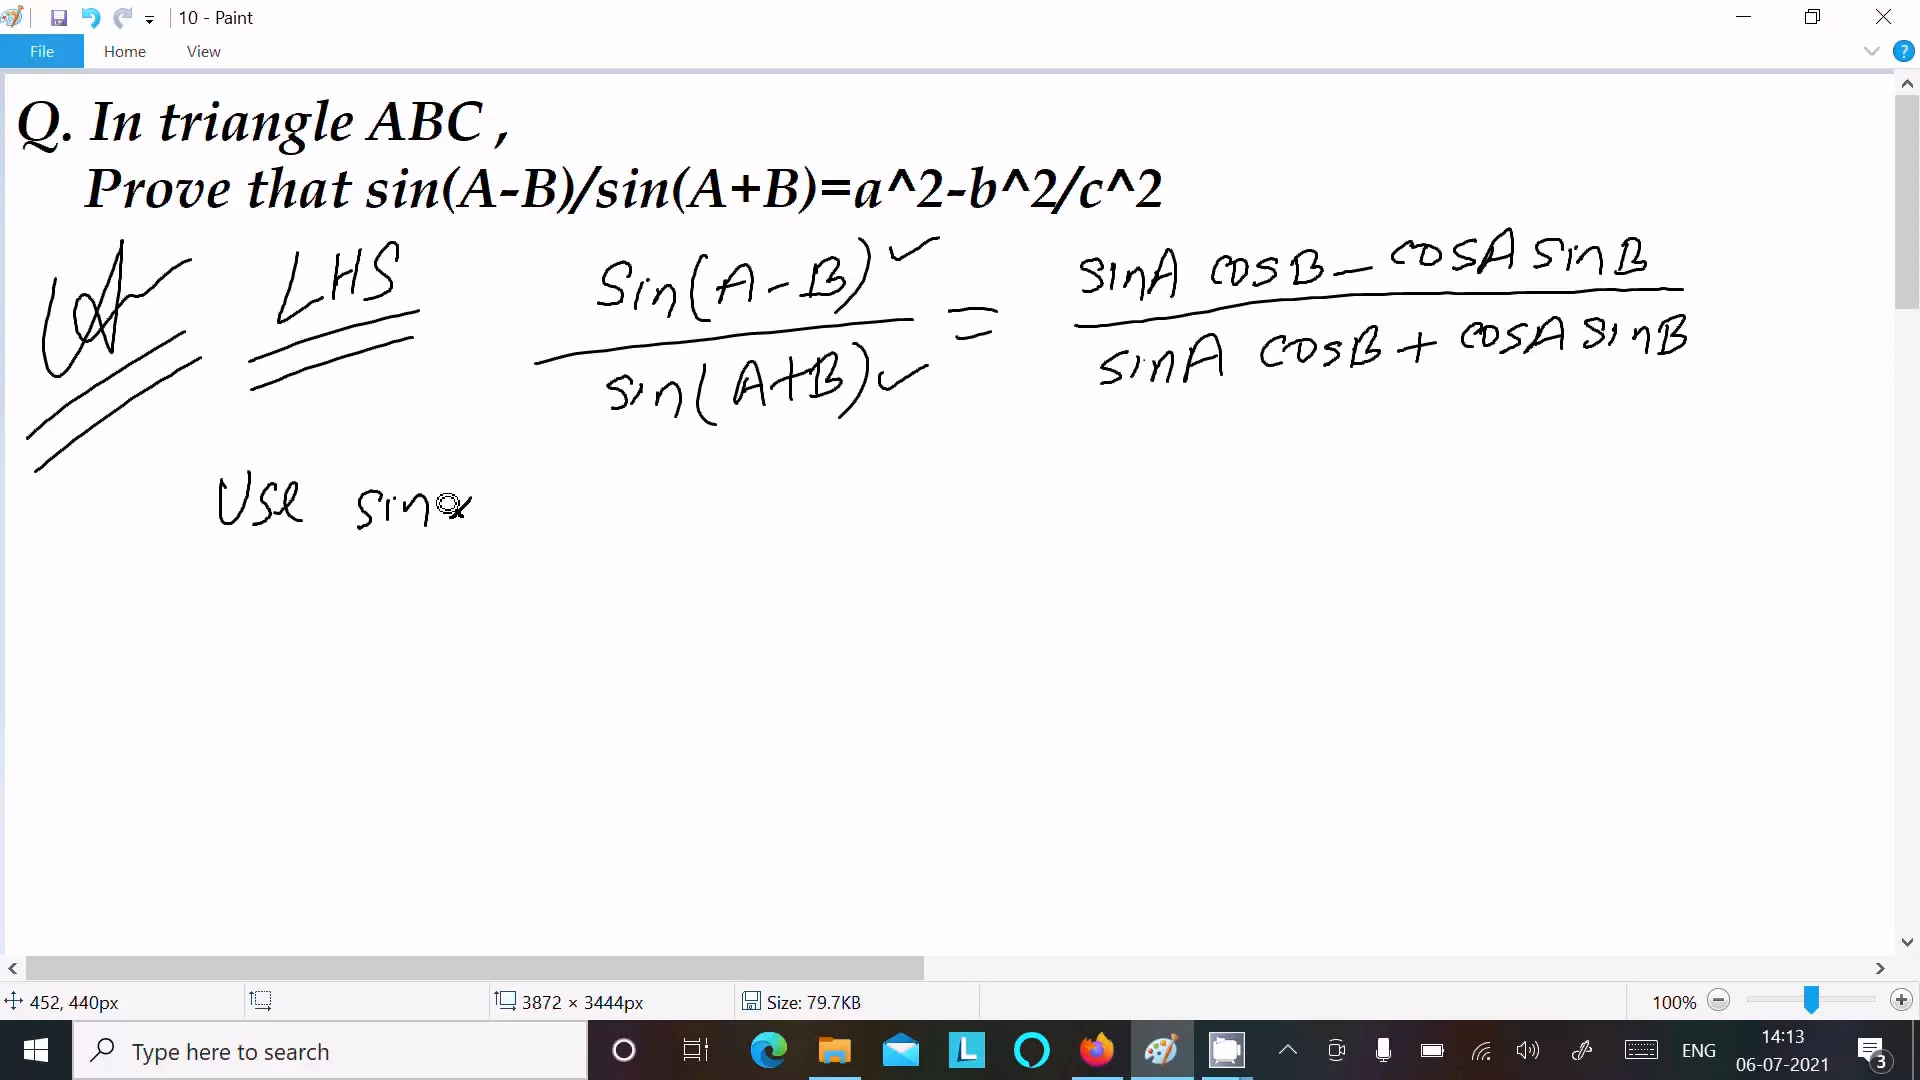 10 - Paint
File Home View
Q. In triangle ABC ,
Prove that sin(A-B)/sin(A+B)=a^2-b^2/c^2
LHS
Sin(A-B) = sinA cosB - cosA sinB
sin(A+B) sinA cosB + cosA sinB
Use sin
452, 440px 3872 × 3444px Size: 79.7KB 100%
Type here to search
ENG
14:13
06-07-2021
3